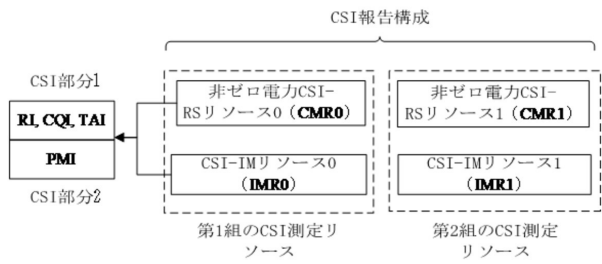 CSI報告構成
CSI部分1
RI, CQI, TAI
PMI
CSI部分2
非ゼロ電力CSI-
RSリソース0（CMR0）
CSI-IMリソース0
（IMR0）
第1組のCSI測定リ
ソース
非ゼロ電力CSI-
RSリソース1（CMR1）
CSI-IMリソース1
（IMR1）
第2組のCSI測定
リソース